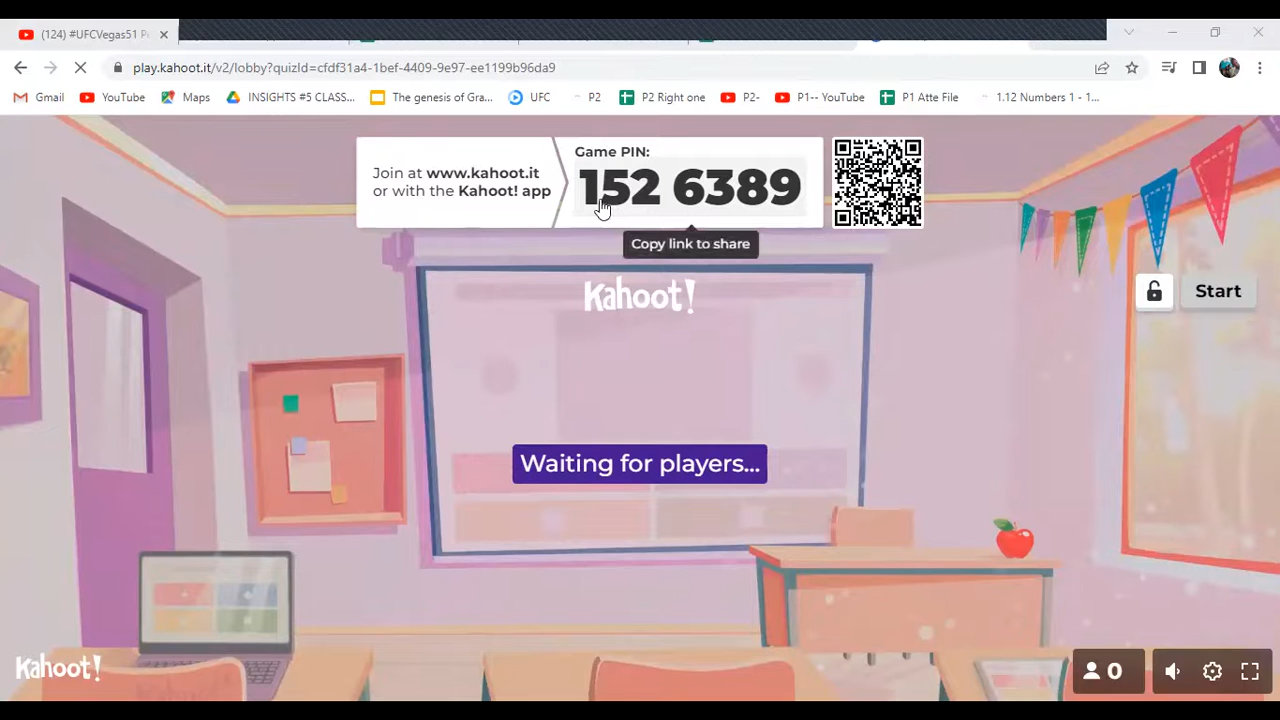 (124) #UFCVegas51 P
play.kahoot.it/v2/lobby?quizId=cfdf31a4-1bef-4409-9e97-ee1199b96da9
Gmail YouTube Maps INSIGHTS #5 CLASS... The genesis of Gra... UFC P2 P2 Right one P2- P1-- YouTube P1 Atte File 1.12 Numbers 1 - 1...
Join at www.kahoot.it
or with the Kahoot! app
Game PIN:
152 6389
Copy link to share
Kahoot!
Start
Waiting for players...
Kahoot!
0